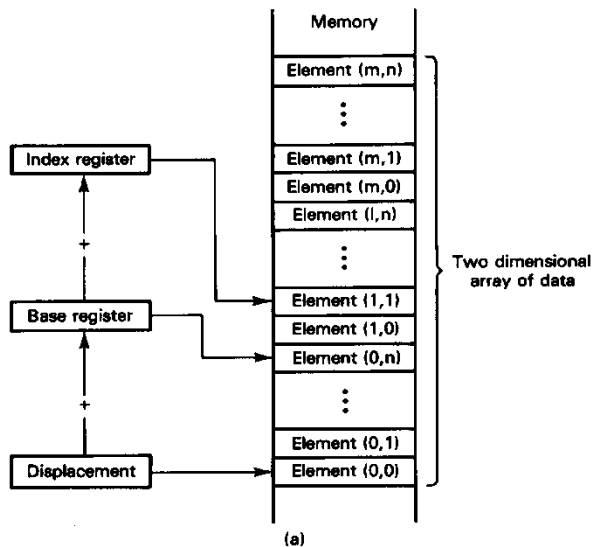 Memory
Element (m,n)
⋮
Element (m,1)
Index register
Element (m,0)
Element (l,n)
+
⋮
Two dimensional
array of data
Element (1,1)
Base register
Element (1,0)
Element (0,n)
+
⋮
Element (0,1)
Displacement
Element (0,0)
(a)